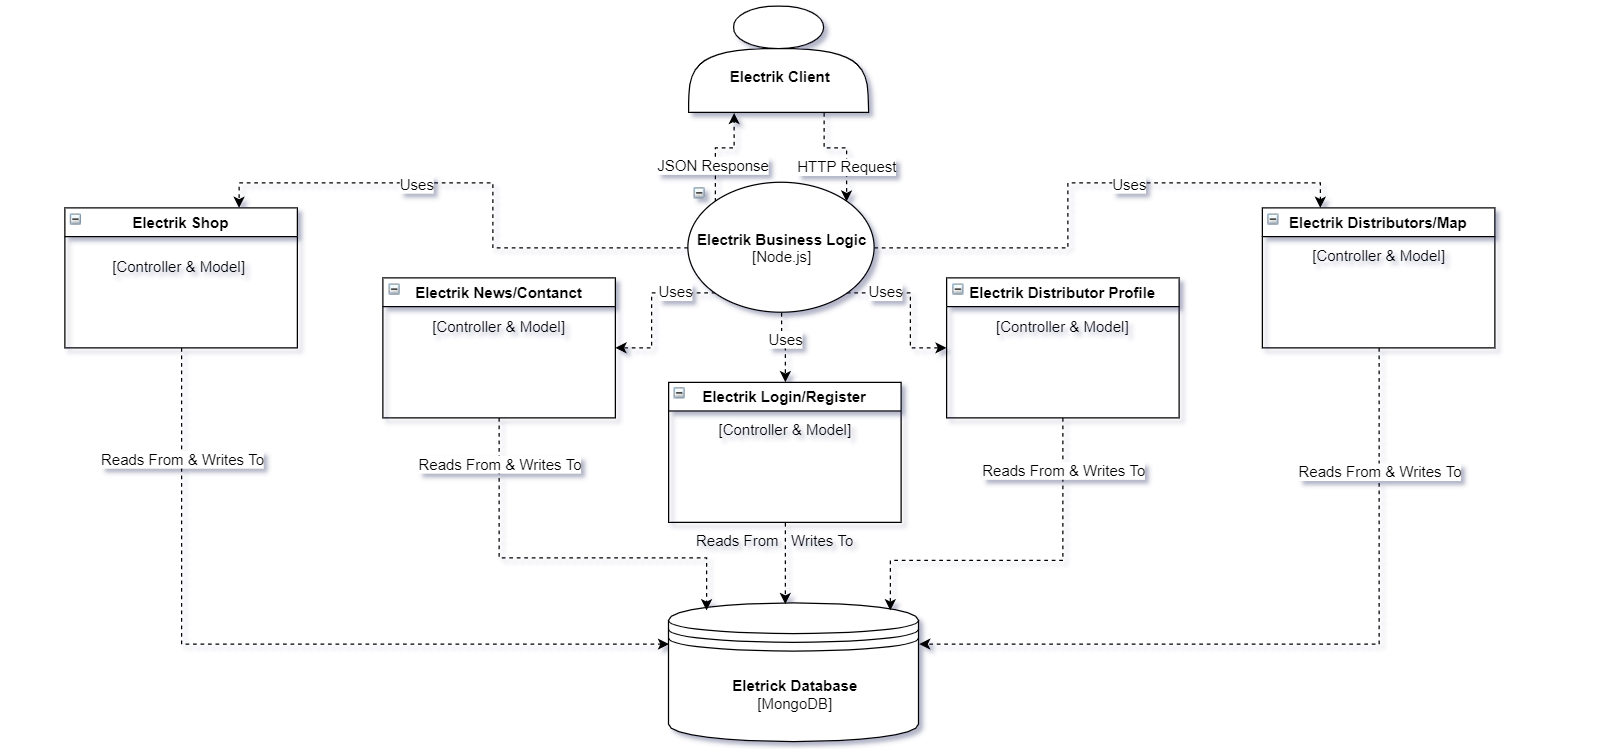 Electrik Client
JSON Response
HTTP Request
Uses
Uses
Electrik Shop
[Controller & Model]
Electrik Business Logic
[Node.js]
Electrik Distributors/Map
[Controller & Model]
Electrik News/Contanct
[Controller & Model]
Uses
Uses
Electrik Distributor Profile
[Controller & Model]
Uses
Electrik Login/Register
[Controller & Model]
Reads From & Writes To
Reads From & Writes To
Reads From & Writes To
Reads From & Writes To
Reads From Writes To
Eletrick Database
[MongoDB]